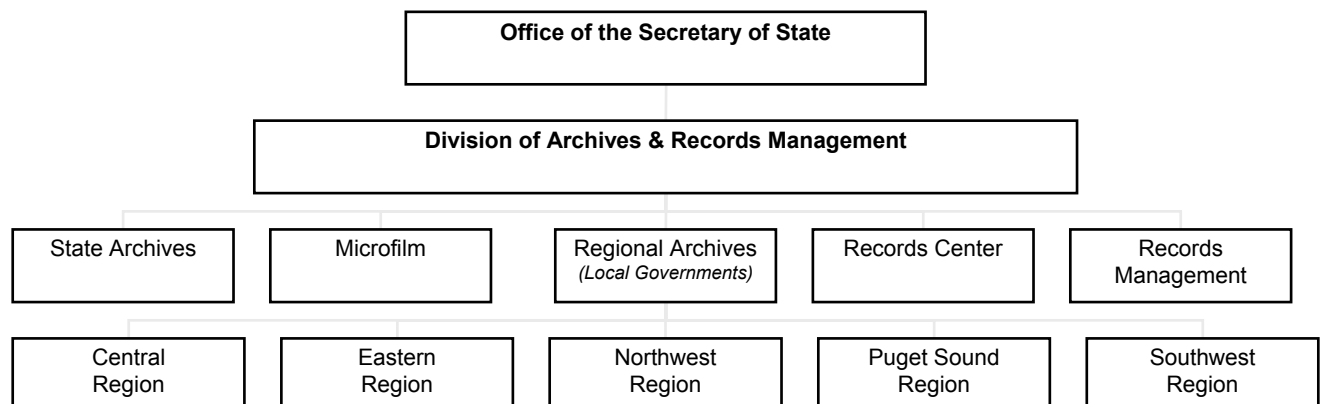 Office of the Secretary of State
Division of Archives & Records Management
State Archives
Microfilm
Regional Archives
(Local Governments)
Records Center
Records
Management
Central
Region
Eastern
Region
Northwest
Region
Puget Sound
Region
Southwest
Region